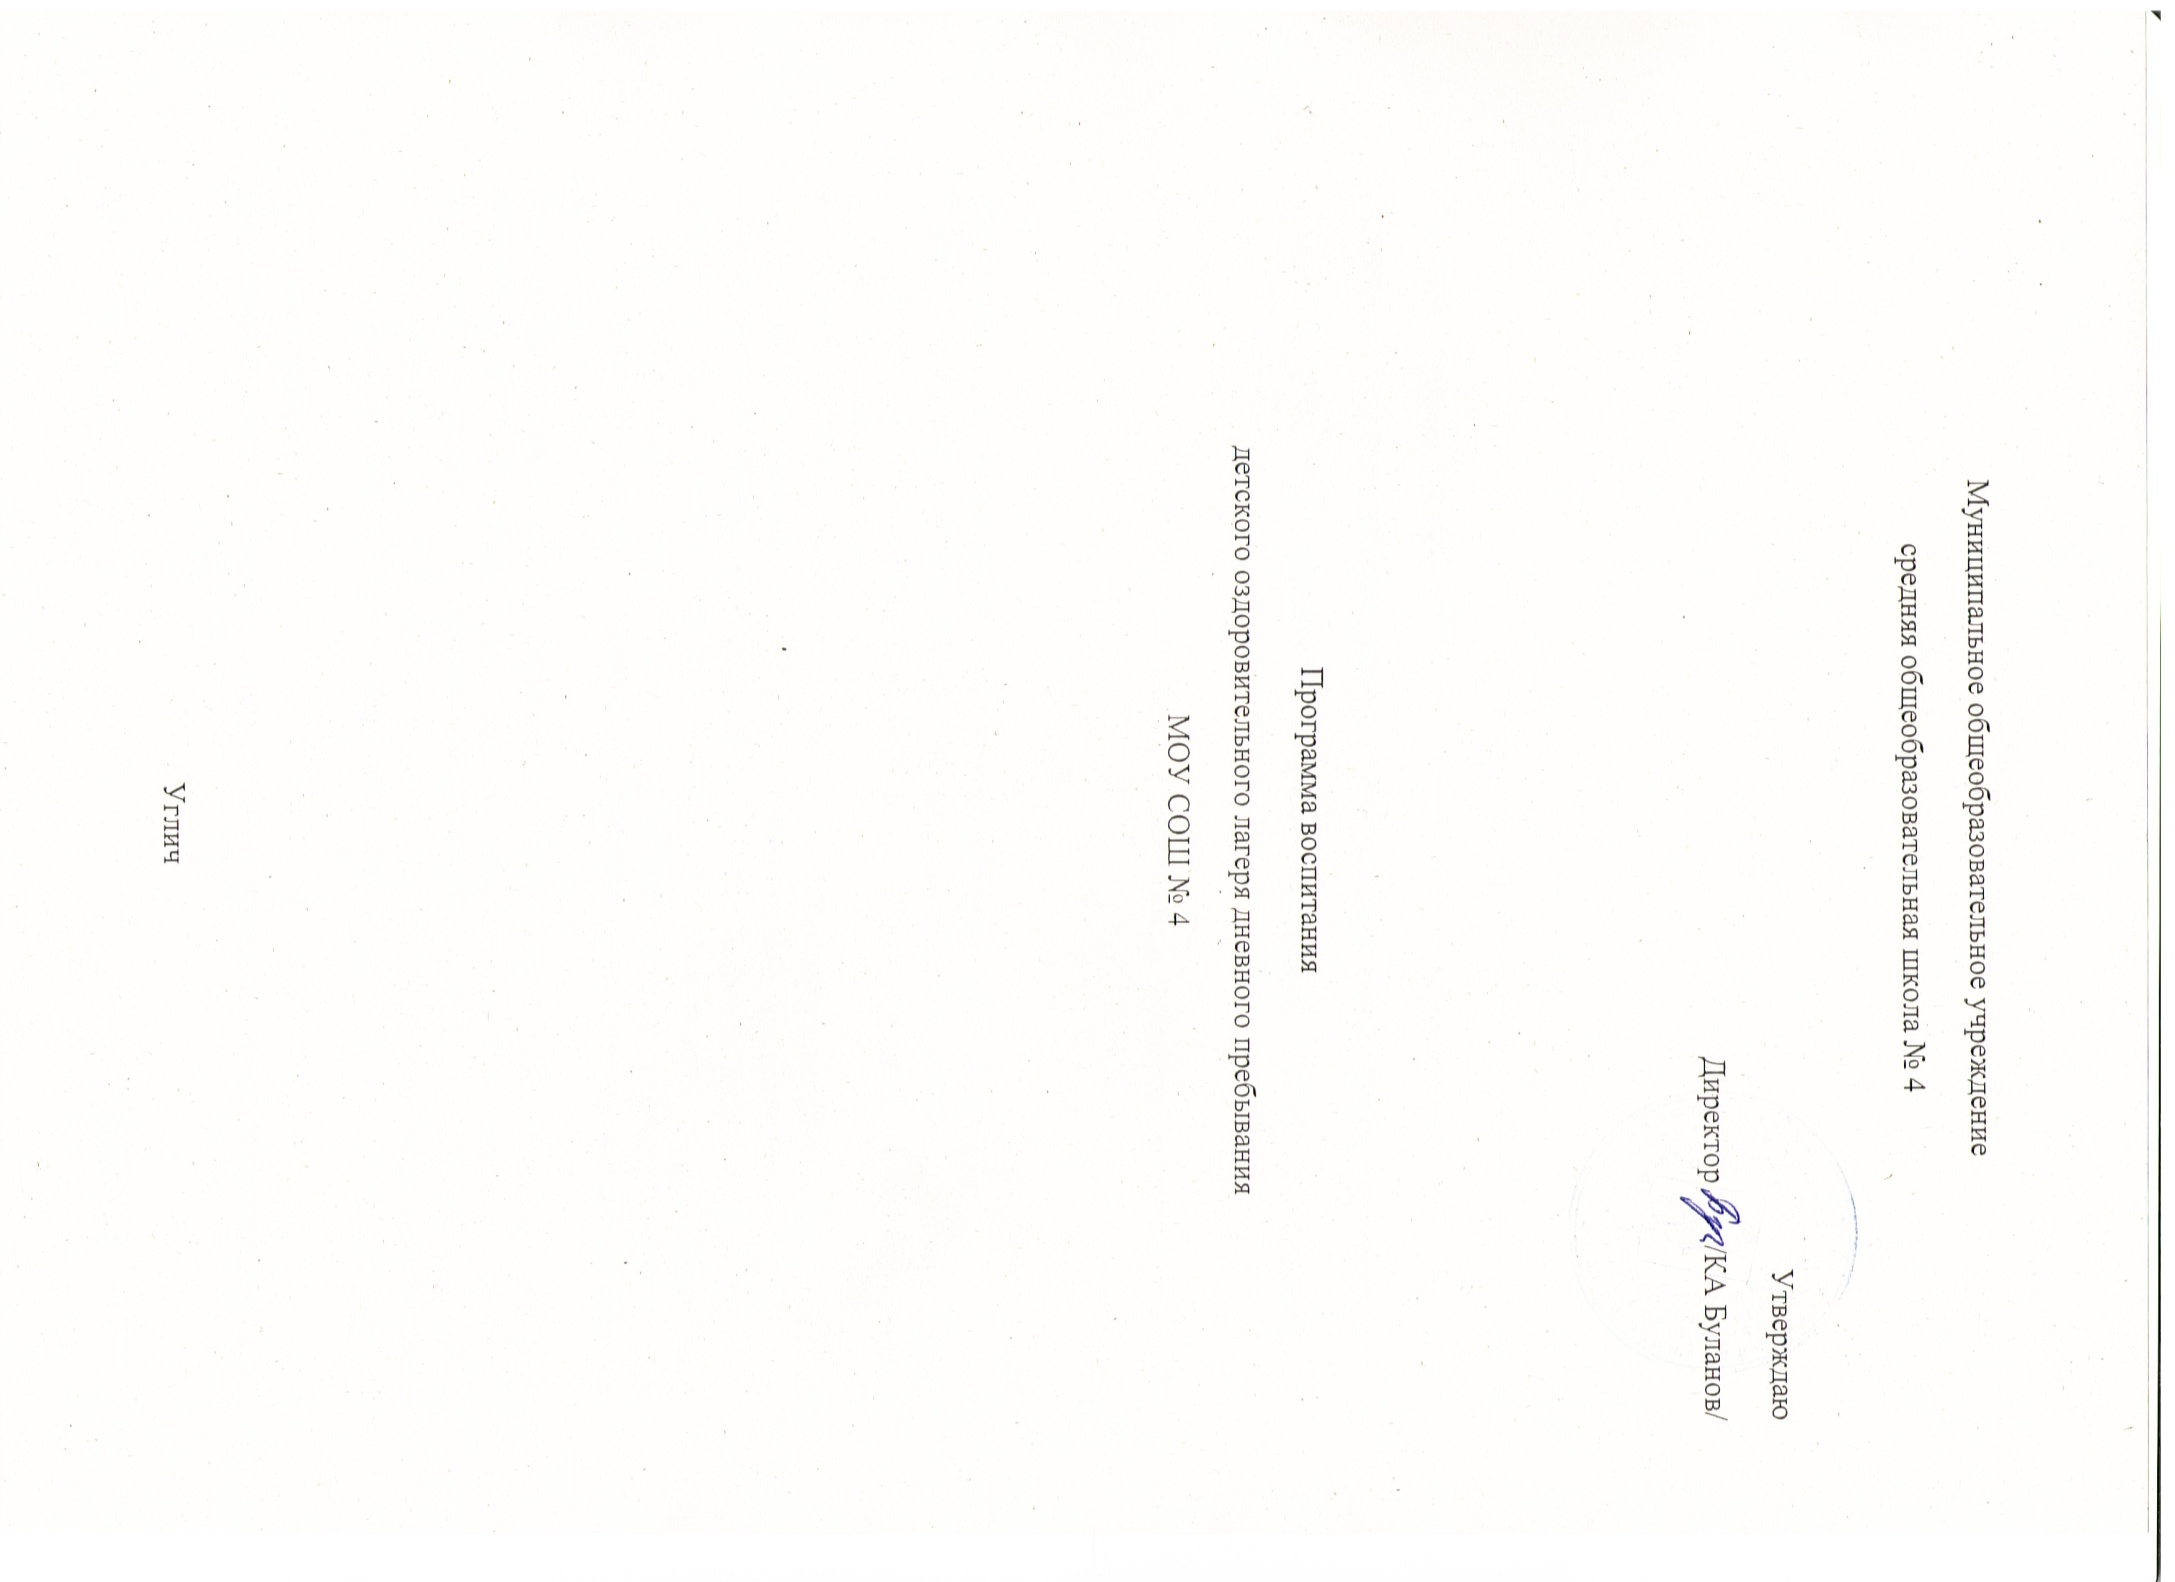 Муниципальное общеобразовательное учреждение
средняя общеобразовательная школа № 4
Утверждаю
Директор /КА Буланов/
Программа воспитания
детского оздоровительного лагеря дневного пребывания
МОУ СОШ № 4
Углич